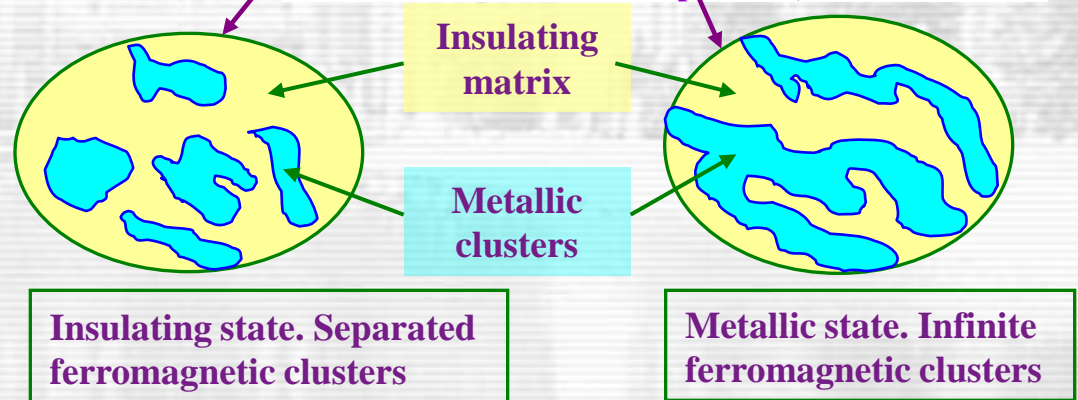 Insulating
matrix
Metallic
clusters
Insulating state. Separated
ferromagnetic clusters
Metallic state. Infinite
ferromagnetic clusters